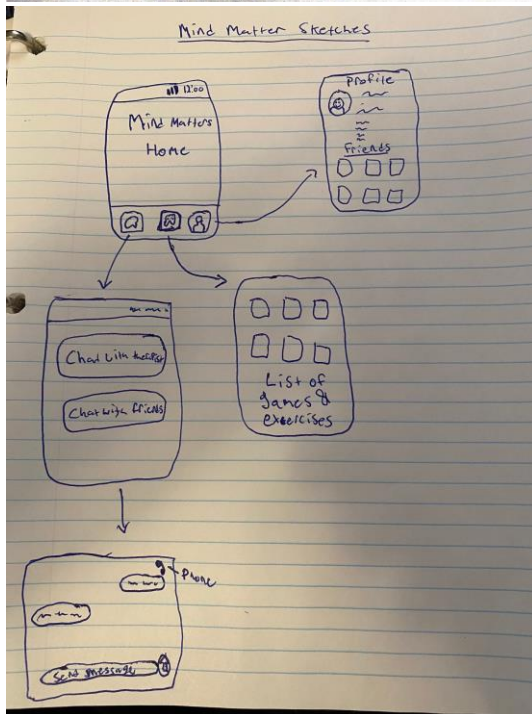 Mind Matter Sketches
12:00
Mind Matters
Home
Profile
Friends
Chat with therapist
Chat with friends
List of
games &
exercises
Phone
Send message